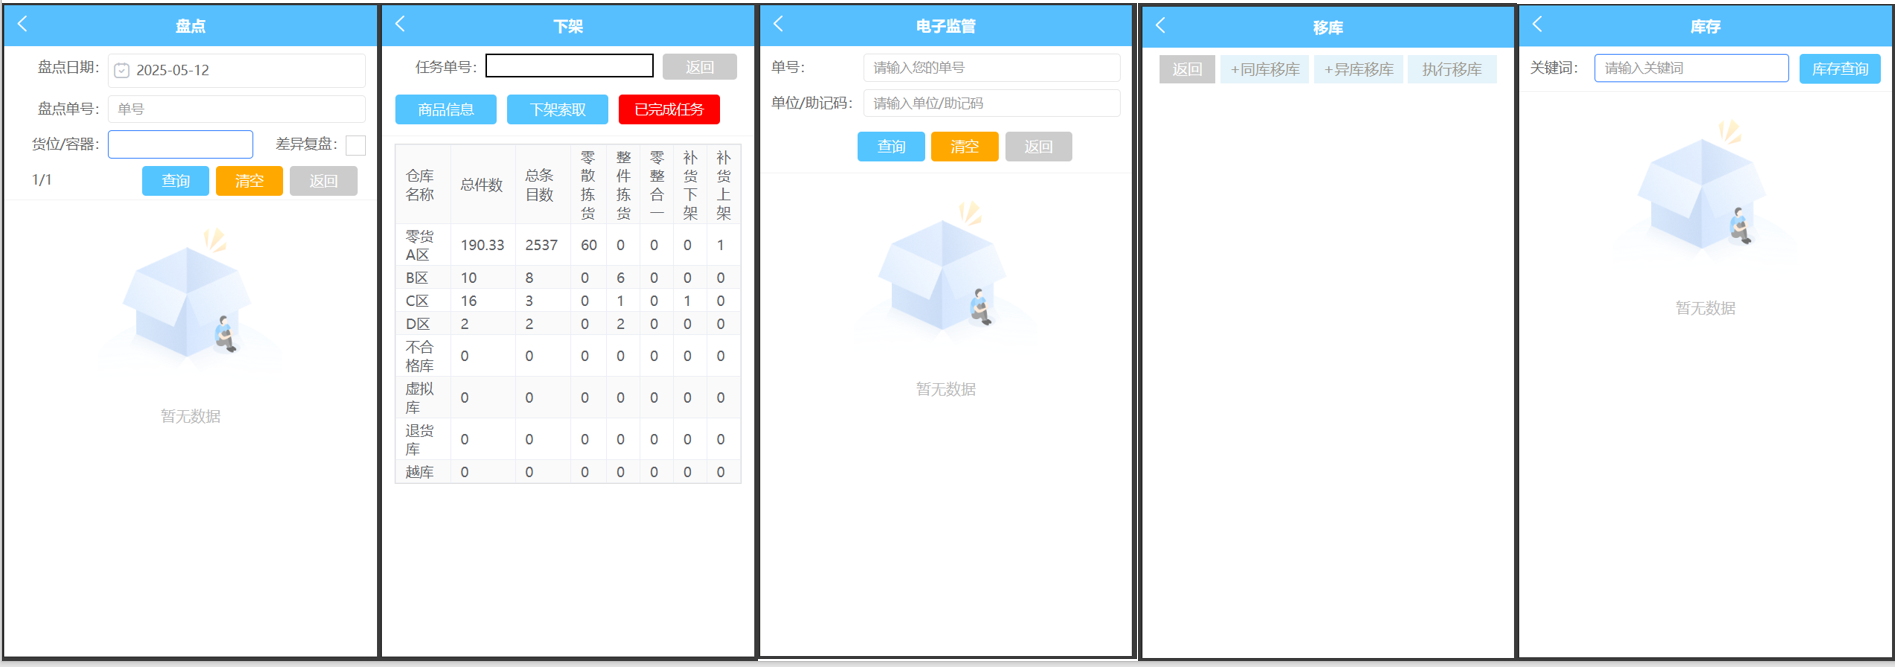 盘点
盘点日期： 2025-05-12
盘点单号： 单号
货位/容器： 差异复盘：
1/1 查询 清空 返回
暂无数据
下架
任务单号： 返回
商品信息 下架索取 已完成任务
仓库名称 总件数 总条目数 零散拣货 整件拣货 零整合一 补货下架 补货上架
零货A区 190.33 2537 60 0 0 0 1
B区 10 8 0 6 0 0 0
C区 16 3 0 1 0 1 0
D区 2 2 0 2 0 0 0
不合格库 0 0 0 0 0 0 0
虚拟库 0 0 0 0 0 0 0
退货库 0 0 0 0 0 0 0
越库 0 0 0 0 0 0 0
电子监管
单号： 请输入您的单号
单位/助记码： 请输入单位/助记码
查询 清空 返回
暂无数据
移库
返回 +同库移库 +异库移库 执行移库
库存
关键词： 请输入关键词 库存查询
暂无数据